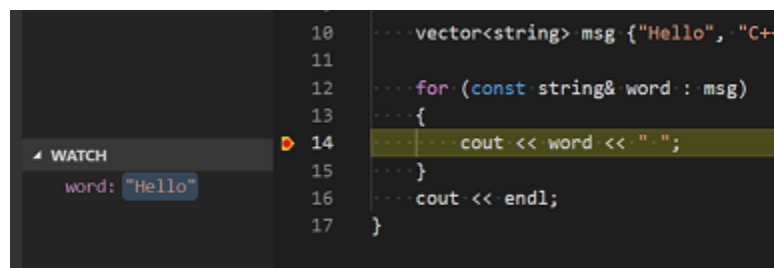 10 vector<string> msg {"Hello", "C++
11
12 for (const string& word : msg)
13 {
WATCH
14 cout << word << " ";
word: "Hello"
15 }
16 cout << endl;
17 }